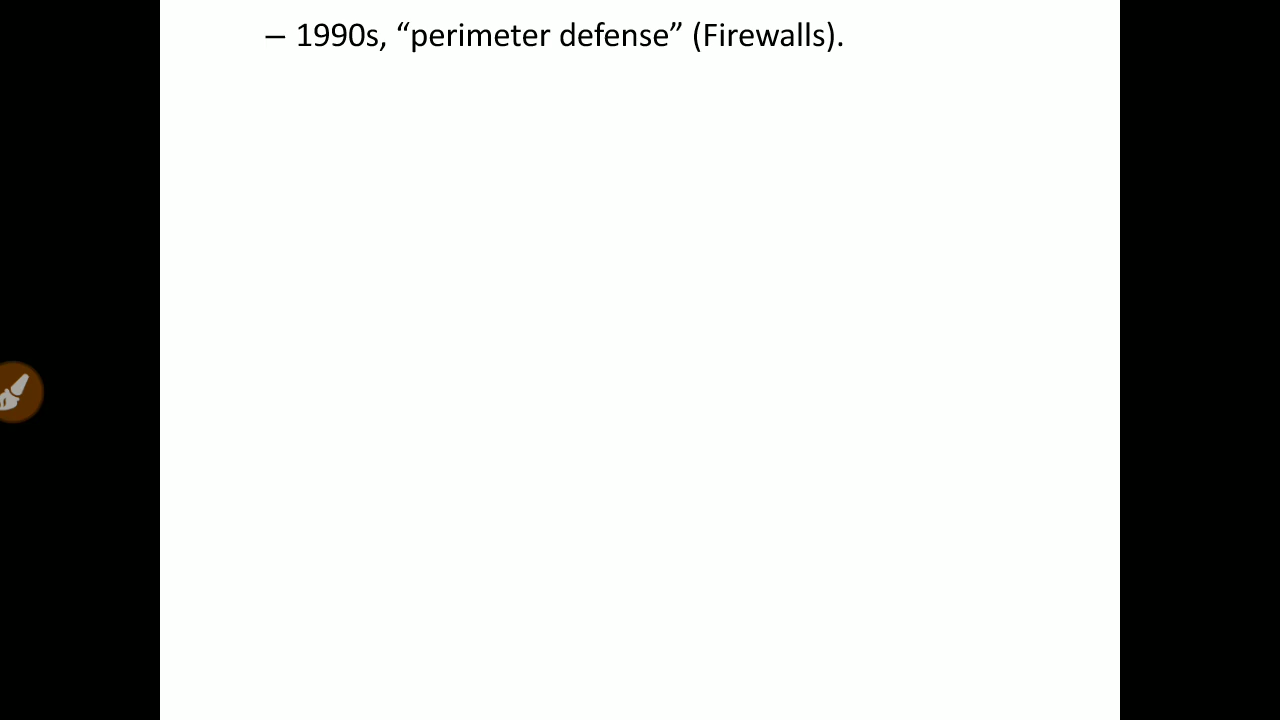 – 1990s, “perimeter defense” (Firewalls).